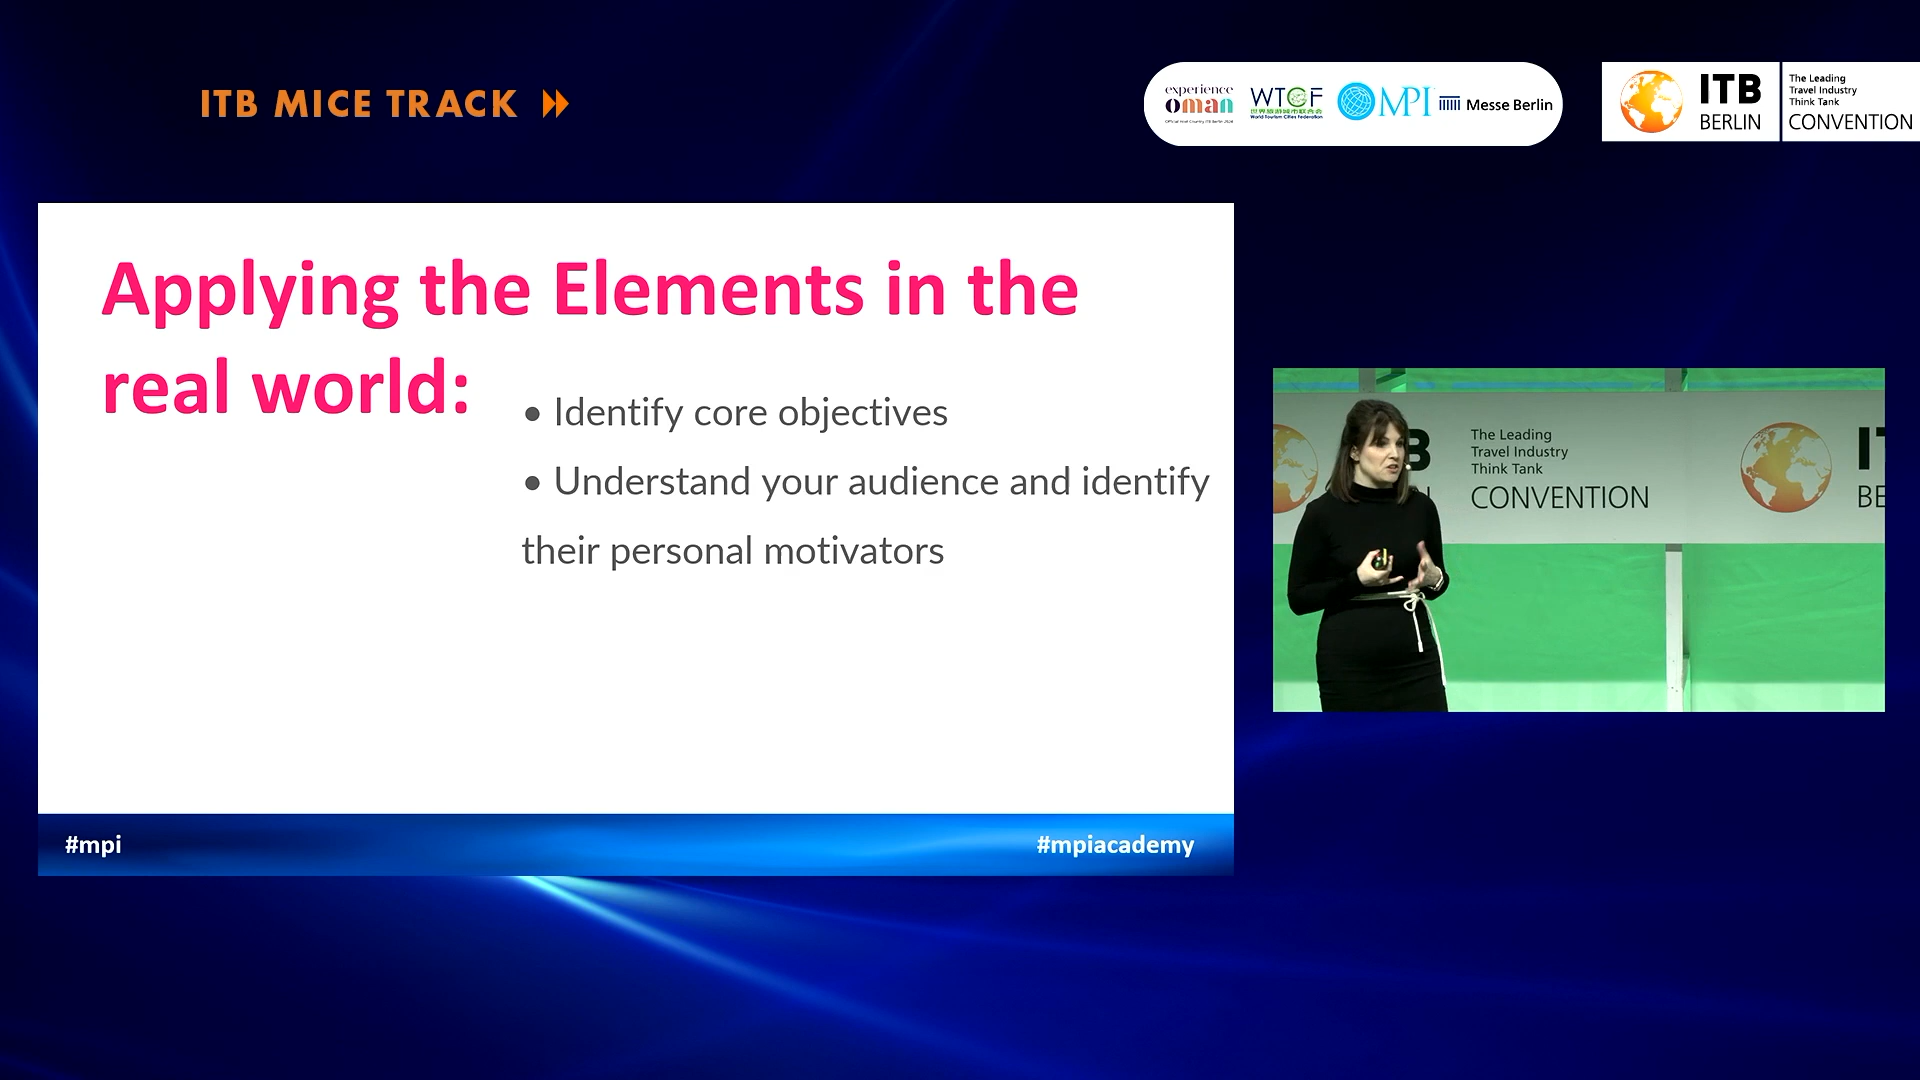 ITB MICE TRACK
experience
oman
WTCF
世界旅游城市联合会
World Tourism Cities Federation
MPI
Messe Berlin
ITB
BERLIN
The Leading
Travel Industry
Think Tank
CONVENTION
Applying the Elements in the
real world:
• Identify core objectives
• Understand your audience and identify
their personal motivators
#mpi
#mpiacademy
B
The Leading
Travel Industry
Think Tank
CONVENTION
IT
BE